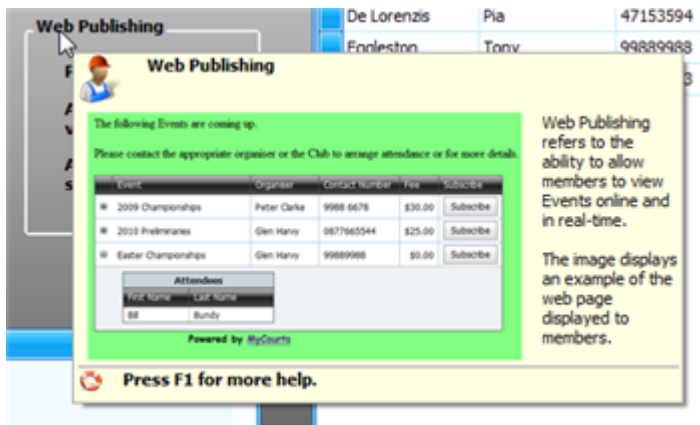 Web Publishing
De Lorenzis Pia 47153594
Eggleston Tony 99889988
3
Web Publishing
The following Events are coming up.
Please contact the appropriate organiser or the Club to arrange attendance or for more details.
Event Organiser Contact Number Fee Subscribe
2009 Championships Peter Clarke 9988 6678 $30.00 Subscribe
2010 Preliminaries Glen Harvy 0877665544 $25.00 Subscribe
Easter Championships Glen Harvy 99889988 $0.00 Subscribe
Attendees
First Name Last Name
Bill Bundy
Powered by MyCourts
Web Publishing
refers to the
ability to allow
members to view
Events online and
in real-time.
The image displays
an example of the
web page
displayed to
members.
Press F1 for more help.